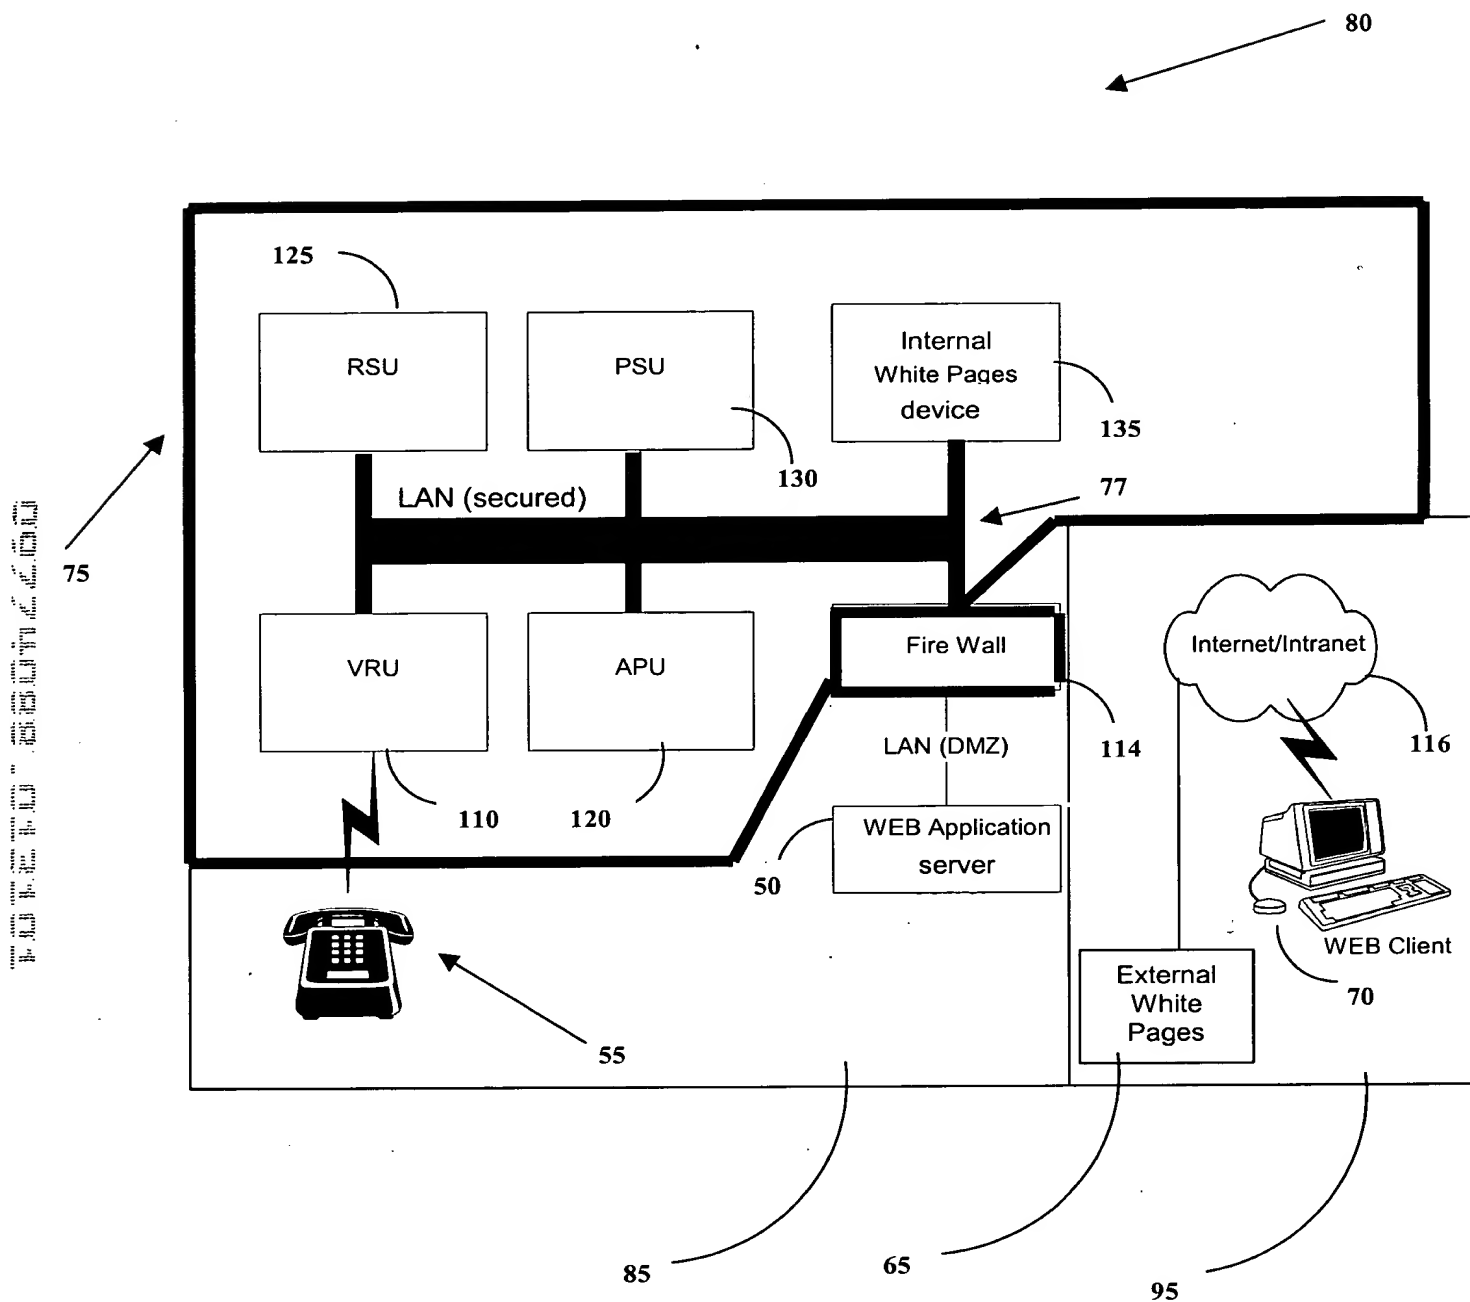 80
125
RSU
PSU
Internal
White Pages
device
135
130
77
LAN (secured)
75
VRU
APU
Fire Wall
Internet/Intranet
114
116
LAN (DMZ)
110
120
WEB Application
server
50
WEB Client
70
External
White
Pages
55
85
65
95